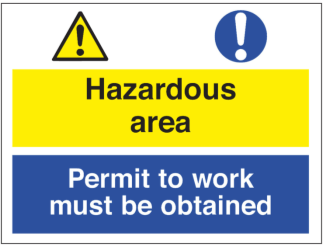 Hazardous
area
Permit to work
must be obtained